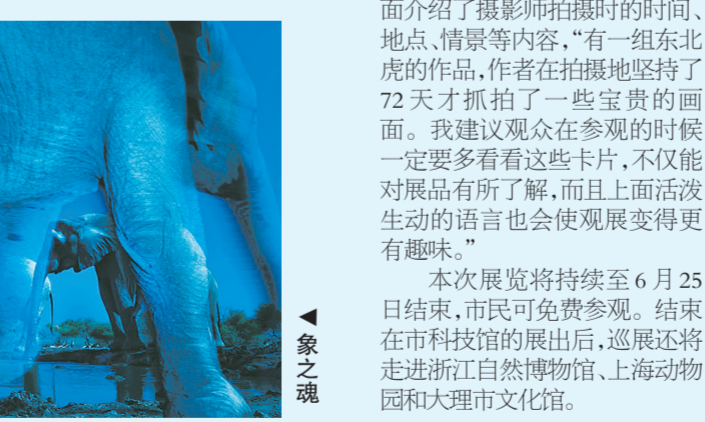 面介绍了摄影师拍摄时的时间、
地点、情景等内容，“有一组东北
虎的作品，作者在拍摄地坚持了
72天才抓拍了一些宝贵的画
面。我建议观众在参观的时候
一定要多看看这些卡片，不仅能
对展品有所了解，而且上面活泼
生动的语言也会使观展变得更
有趣味。”
本次展览将持续至6月25
日结束，市民可免费参观。结束
在市科技馆的展出后，巡展还将
走进浙江自然博物馆、上海动物
园和大理市文化馆。
◀象之魂